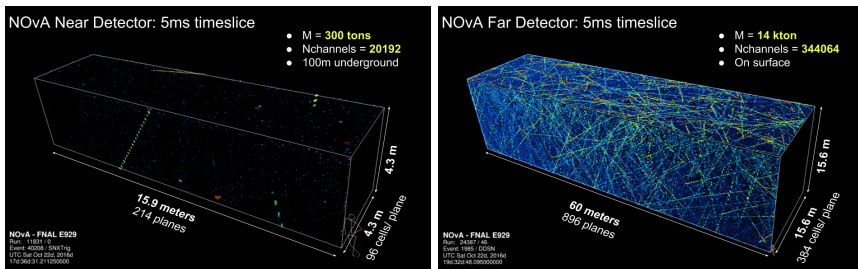 NOvA Near Detector: 5ms timeslice
● M = 300 tons
● Nchannels = 20192
● 100m underground
4.3 m
4.3 m
96 cells/ plane
15.9 meters
214 planes
NOvA - FNAL E929
Run: 11831 / 0
Event: 40208 / SNXTrig
UTC Sat Oct 22d, 2016d
17d:36d:31.211250000
NOvA Far Detector: 5ms timeslice
● M = 14 kton
● Nchannels = 344064
● On surface
15.6 m
15.6 m
384 cells/ plane
60 meters
896 planes
NOvA - FNAL E929
Run: 24387 / 46
Event: 1985 / DDSN
UTC Sat Oct 22d, 2016d
19d:32d:48.095000000